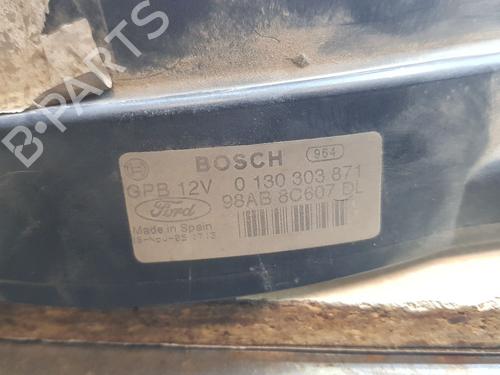 B-PARTS
BOSCH 964
GPB 12V 0 130 303 871
Ford 98AB 8C607 DL
Made in Spain